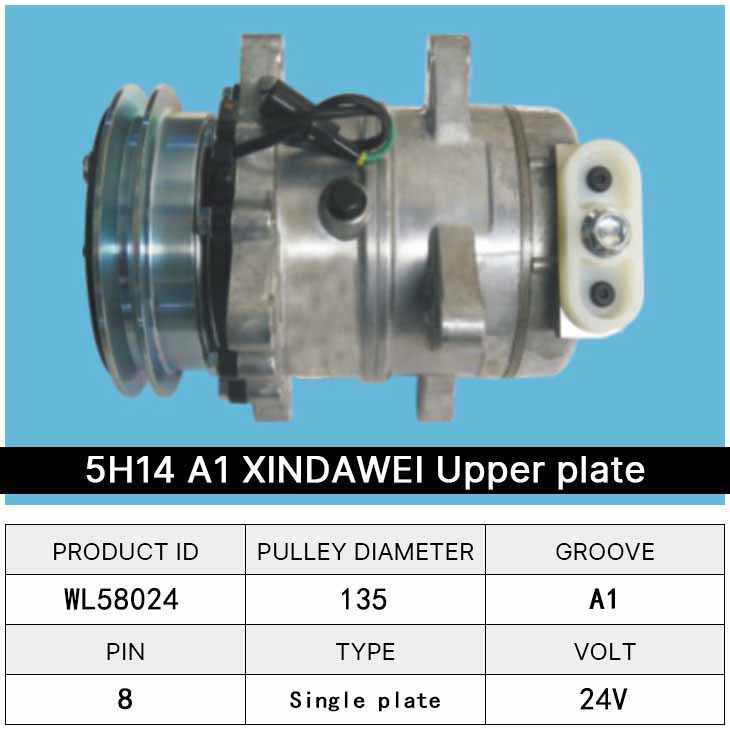 5H14 A1 XINDAWEI Upper plate
PRODUCT ID PULLEY DIAMETER GROOVE
WL58024 135 A1
PIN TYPE VOLT
8 Single plate 24V